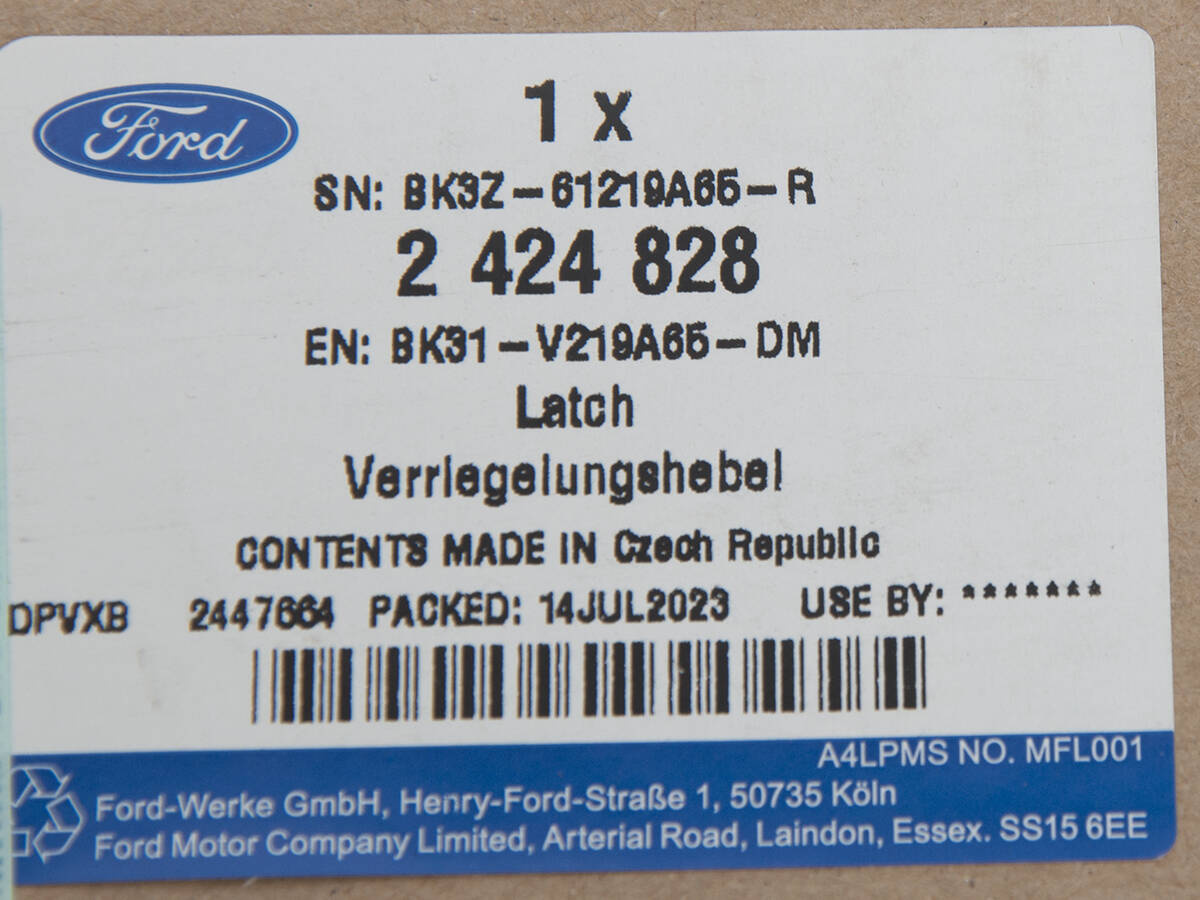 Ford
1 x
SN: BK3Z-61219A65-R
2 424 828
EN: BK31-V219A65-DM
Latch
Verriegelungshebel
CONTENTS MADE IN Czech Republic
DPVXB 2447664 PACKED: 14JUL2023 USE BY: *******
A4LPMS NO. MFL001
Ford-Werke GmbH, Henry-Ford-Straße 1, 50735 Köln
Ford Motor Company Limited, Arterial Road, Laindon, Essex. SS15 6EE